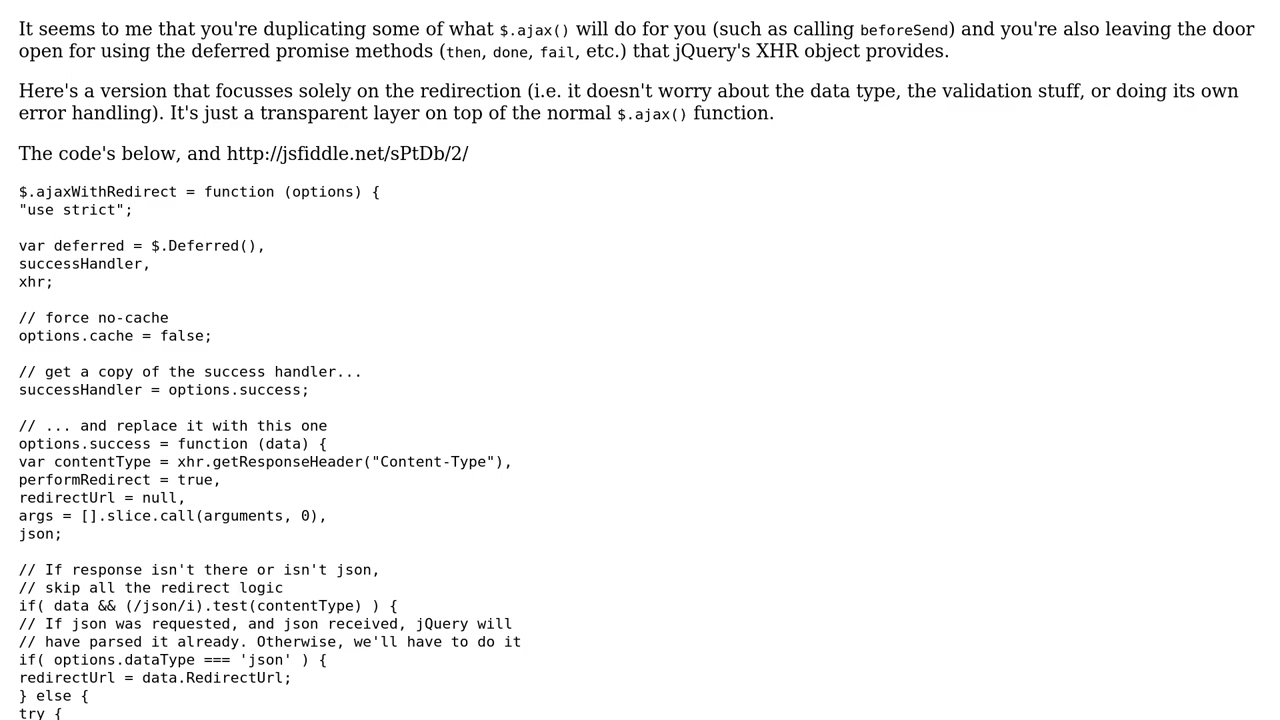 It seems to me that you're duplicating some of what $.ajax() will do for you (such as calling beforeSend) and you're also leaving the door
open for using the deferred promise methods (then, done, fail, etc.) that jQuery's XHR object provides.
Here's a version that focusses solely on the redirection (i.e. it doesn't worry about the data type, the validation stuff, or doing its own
error handling). It's just a transparent layer on top of the normal $.ajax() function.
The code's below, and http://jsfiddle.net/sPtDb/2/
$.ajaxWithRedirect = function (options) {
"use strict";
var deferred = $.Deferred(),
successHandler,
xhr;
// force no-cache
options.cache = false;
// get a copy of the success handler...
successHandler = options.success;
// ... and replace it with this one
options.success = function (data) {
var contentType = xhr.getResponseHeader("Content-Type"),
performRedirect = true,
redirectUrl = null,
args = [].slice.call(arguments, 0),
json;
// If response isn't there or isn't json,
// skip all the redirect logic
if( data && (/json/i).test(contentType) ) {
// If json was requested, and json received, jQuery will
// have parsed it already. Otherwise, we'll have to do it
if( options.dataType === 'json' ) {
redirectUrl = data.RedirectUrl;
} else {
try {